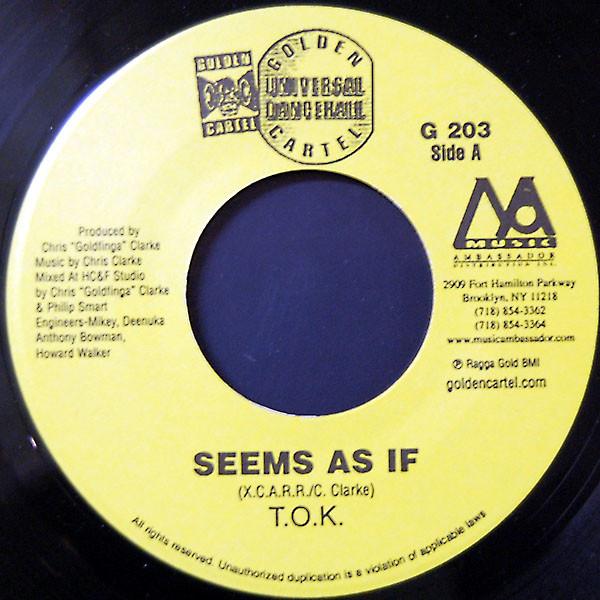 GOLDEN
CARTEL
GOLDEN
UNIVERSAL
DANCEHALL
CARTEL
G 203
Side A
MUSIC
AMBASSADOR
DISTRIBUTION INC.
2909 Fort Hamilton Parkway
Brooklyn, NY 11218
(718) 854-3362
(718) 854-3364
www.musicambassador.com
℗ Ragga Gold BMI
goldencartel.com
Produced by
Chris "Goldfinga" Clarke
Music by Chris Clarke
Mixed At HC&F Studio
by Chris "Goldfinga" Clarke
& Philip Smart
Engineers-Mikey, Deenuka
Anthony Bowman,
Howard Walker
SEEMS AS IF
(X.C.A.R.R./C. Clarke)
T.O.K.
All rights reserved. Unauthorized duplication is a violation of applicable laws